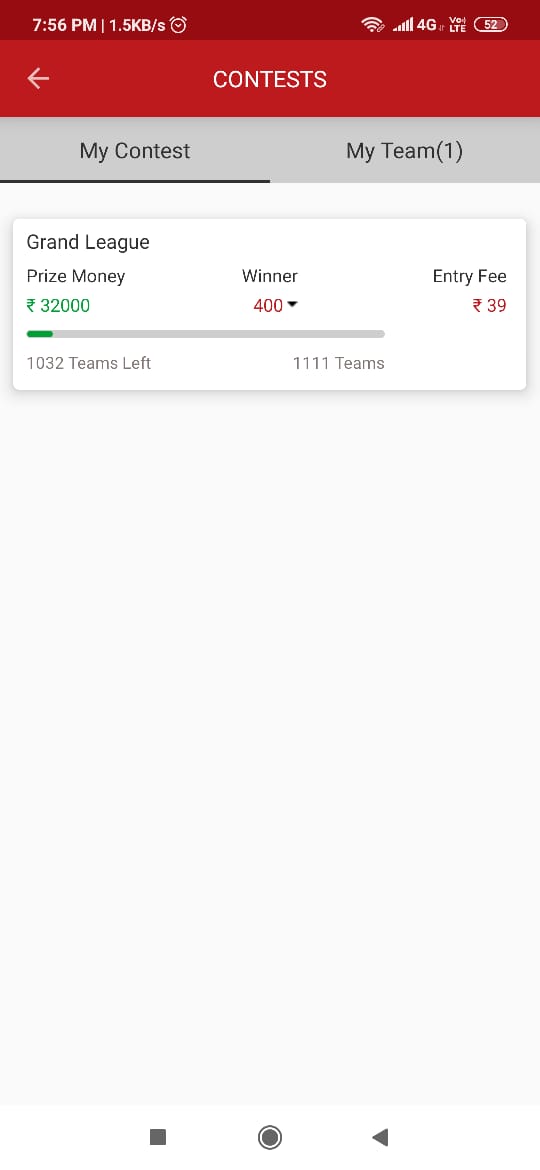 7:56 PM | 1.5KB/s 4G Vo) LTE 52
CONTESTS
My Contest My Team(1)
Grand League
Prize Money Winner Entry Fee
₹ 32000 400 ₹ 39
1032 Teams Left 1111 Teams